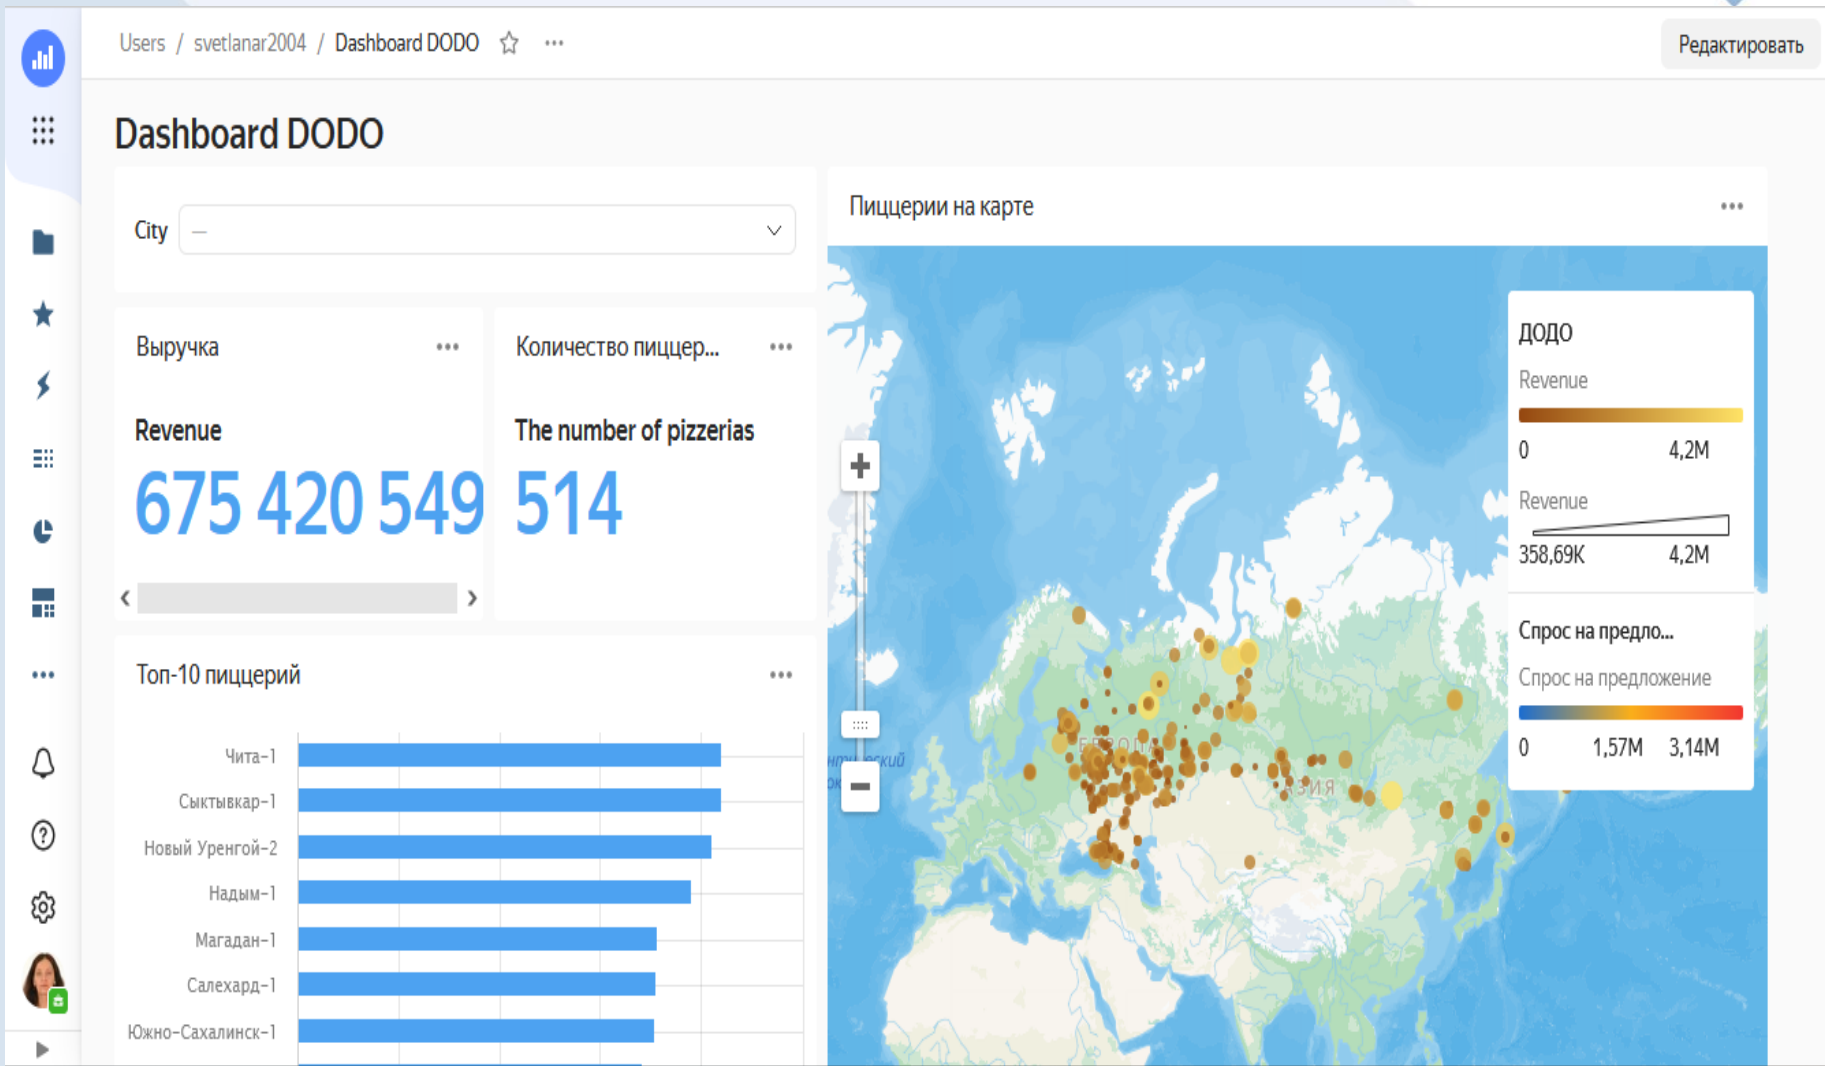 Users / svetlanar2004 / Dashboard DODO
Редактировать
Dashboard DODO
City —
Выручка
Revenue
675 420 549
Количество пиццер...
The number of pizzerias
514
Топ-10 пиццерий
Чита-1
Сыктывкар-1
Новый Уренгой-2
Надым-1
Магадан-1
Салехард-1
Южно-Сахалинск-1
Пиццерии на карте
ЕВРОПА
АЗИЯ
ДОДО
Revenue
0 4,2M
Revenue
358,69K 4,2M
Спрос на предло...
Спрос на предложение
0 1,57M 3,14M